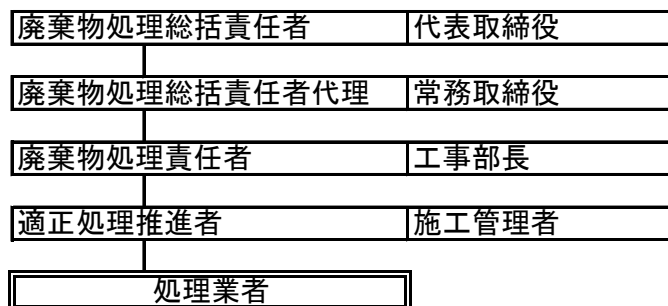 廃棄物処理総括責任者 代表取締役
廃棄物処理総括責任者代理 常務取締役
廃棄物処理責任者 工事部長
適正処理推進者 施工管理者
処理業者